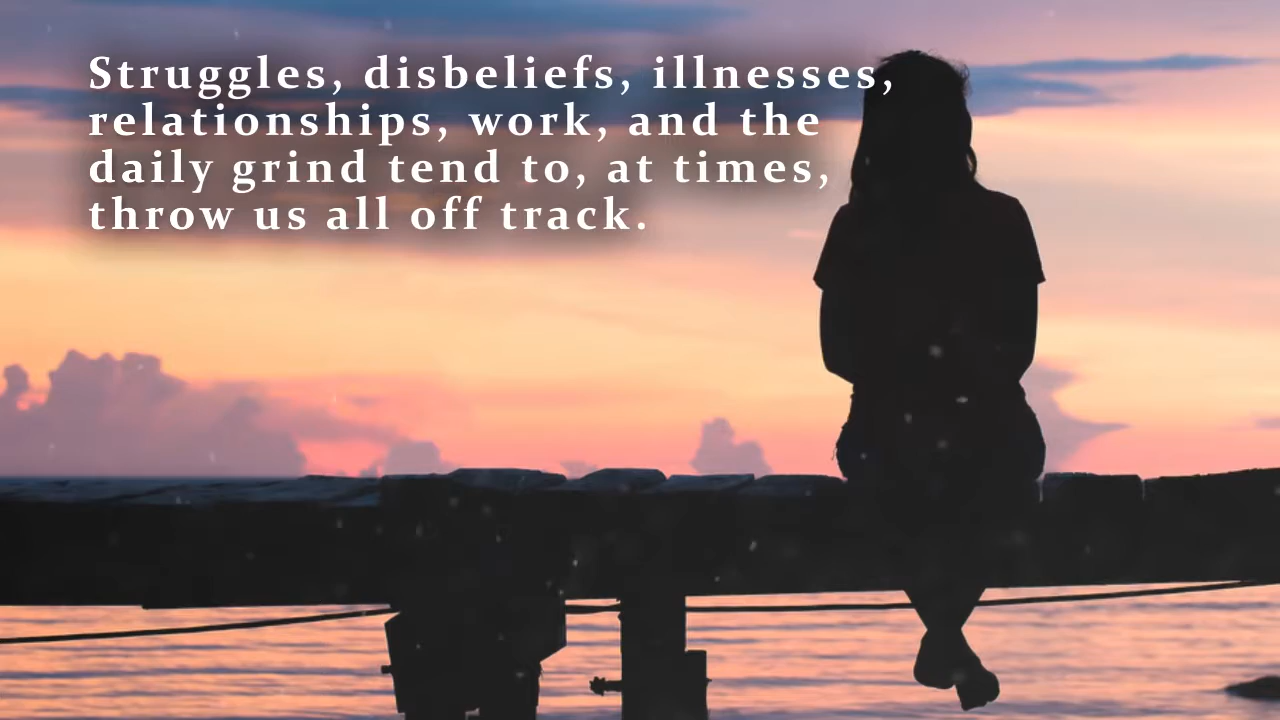 Struggles, disbeliefs, illnesses,
relationships, work, and the
daily grind tend to, at times,
throw us all off track.